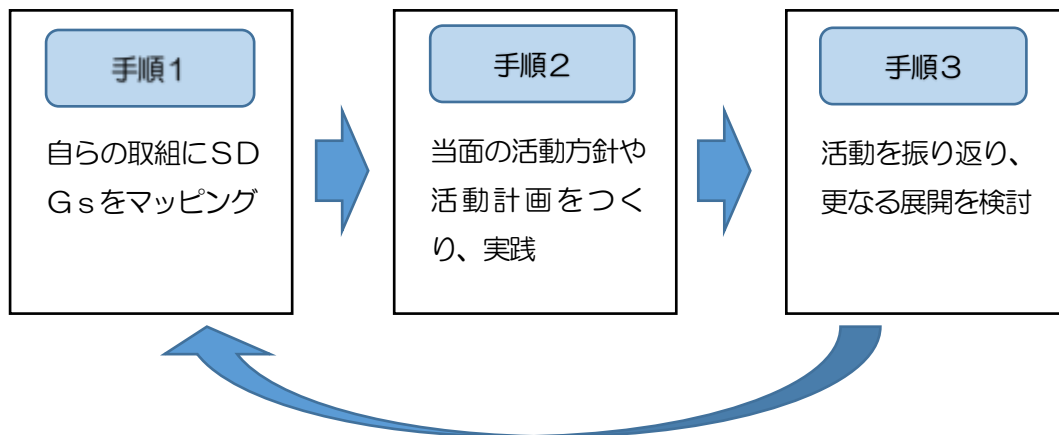 手順１
自らの取組にＳＤ
Ｇｓをマッピング
手順２
当面の活動方針や
活動計画をつく
り、実践
手順３
活動を振り返り、
更なる展開を検討